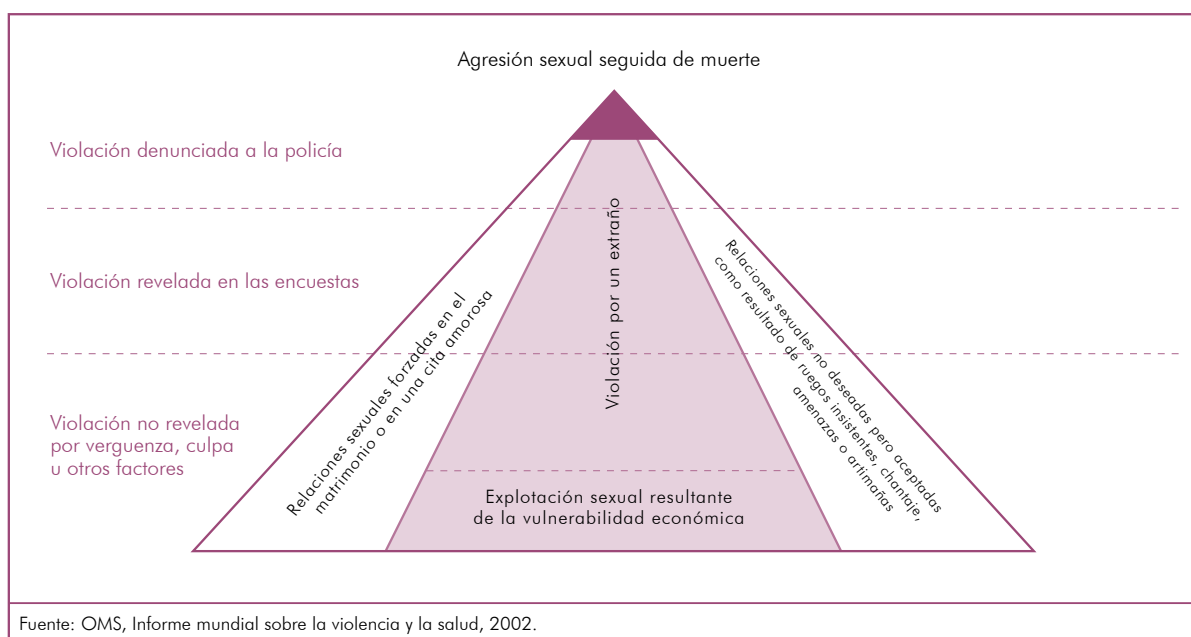 Agresión sexual seguida de muerte
Violación denunciada a la policía
Violación revelada en las encuestas
Violación no revelada
por verguenza, culpa
u otros factores
Relaciones sexuales forzadas en el
matrimonio o en una cita amorosa
Violación por un extraño
Relaciones sexuales no deseadas pero aceptadas
como resultado de ruegos insistentes, chantaje,
amenazas o artimañas
Explotación sexual resultante
de la vulnerabilidad económica
Fuente: OMS, Informe mundial sobre la violencia y la salud, 2002.